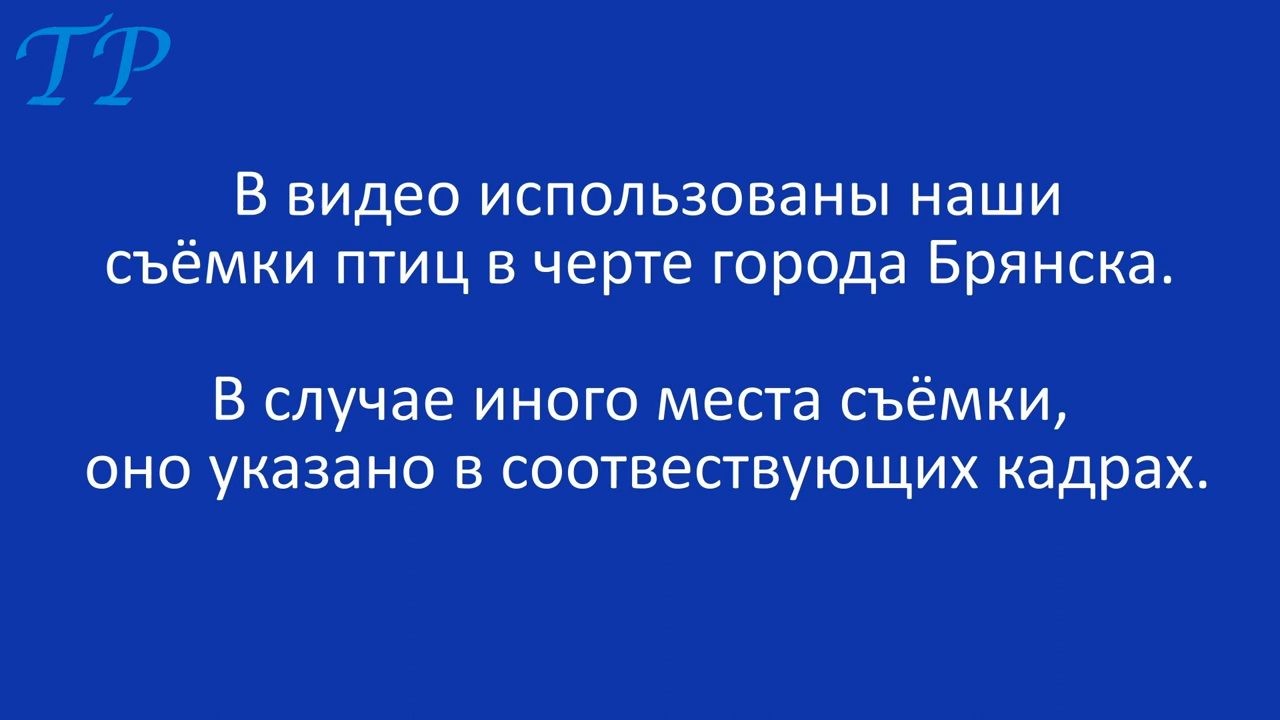 ТР
В видео использованы наши
съёмки птиц в черте города Брянска.
В случае иного места съёмки,
оно указано в соотвествующих кадрах.